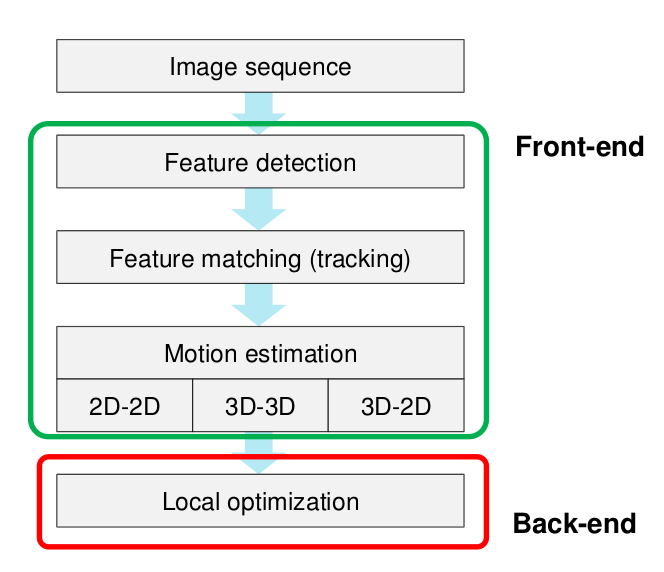 Image sequence
Front-end
Feature detection
Feature matching (tracking)
Motion estimation
2D-2D
3D-3D
3D-2D
Local optimization
Back-end